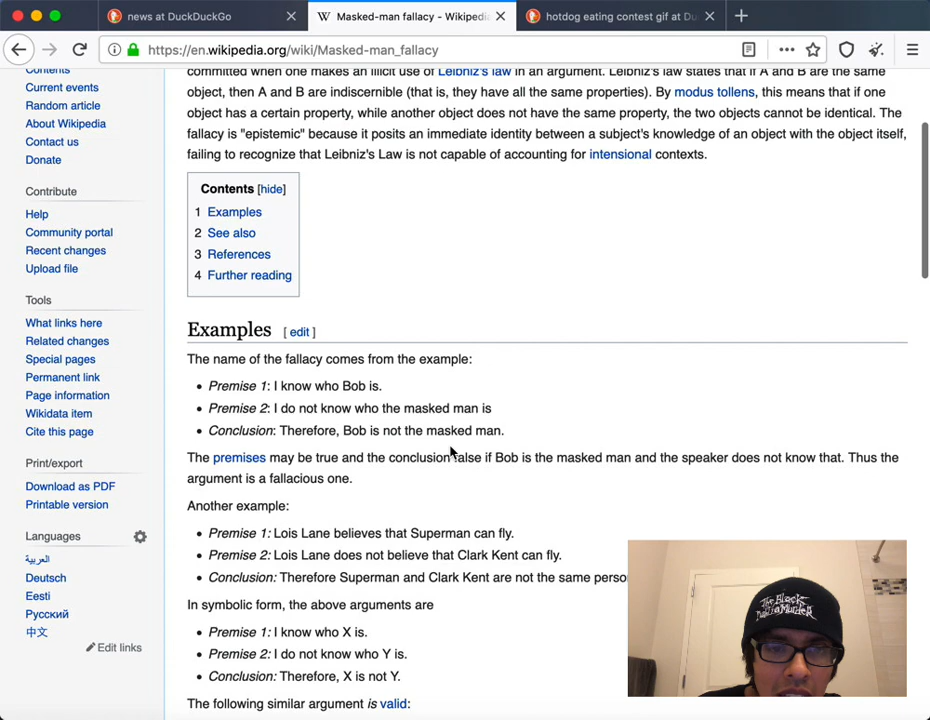 news at DuckDuckGo
Masked-man fallacy - Wikipedia
hotdog eating contest gif at Du
https://en.wikipedia.org/wiki/Masked-man_fallacy
Contents
Current events
Random article
About Wikipedia
Contact us
Donate
Contribute
Help
Community portal
Recent changes
Upload file
Tools
What links here
Related changes
Special pages
Permanent link
Page information
Wikidata item
Cite this page
Print/export
Download as PDF
Printable version
Languages
العربية
Deutsch
Eesti
Русский
中文
Edit links
committed when one makes an illicit use of Leibniz's law in an argument. Leibniz's law states that if A and B are the same
object, then A and B are indiscernible (that is, they have all the same properties). By modus tollens, this means that if one
object has a certain property, while another object does not have the same property, the two objects cannot be identical. The
fallacy is "epistemic" because it posits an immediate identity between a subject's knowledge of an object with the object itself,
failing to recognize that Leibniz's Law is not capable of accounting for intensional contexts.
Contents [hide]
1 Examples
2 See also
3 References
4 Further reading
Examples [ edit ]
The name of the fallacy comes from the example:
• Premise 1: I know who Bob is.
• Premise 2: I do not know who the masked man is
• Conclusion: Therefore, Bob is not the masked man.
The premises may be true and the conclusion false if Bob is the masked man and the speaker does not know that. Thus the
argument is a fallacious one.
Another example:
• Premise 1: Lois Lane believes that Superman can fly.
• Premise 2: Lois Lane does not believe that Clark Kent can fly.
• Conclusion: Therefore Superman and Clark Kent are not the same perso
In symbolic form, the above arguments are
• Premise 1: I know who X is.
• Premise 2: I do not know who Y is.
• Conclusion: Therefore, X is not Y.
The following similar argument is valid:
The Black
Dahlia Murder